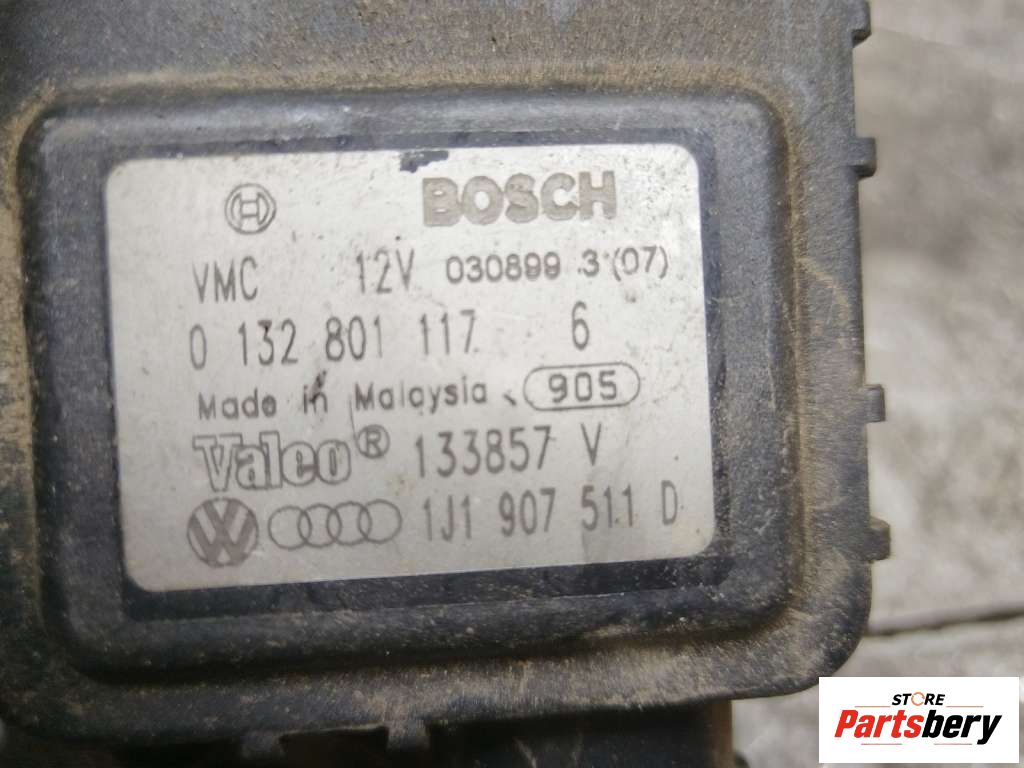 BOSCH
VMC 12V 030899 3 (07)
0 132 801 117 6
Made in Malaysia 905
Valeo® 133857 V
VW 1J1 907 511 D
STORE
Partsbery